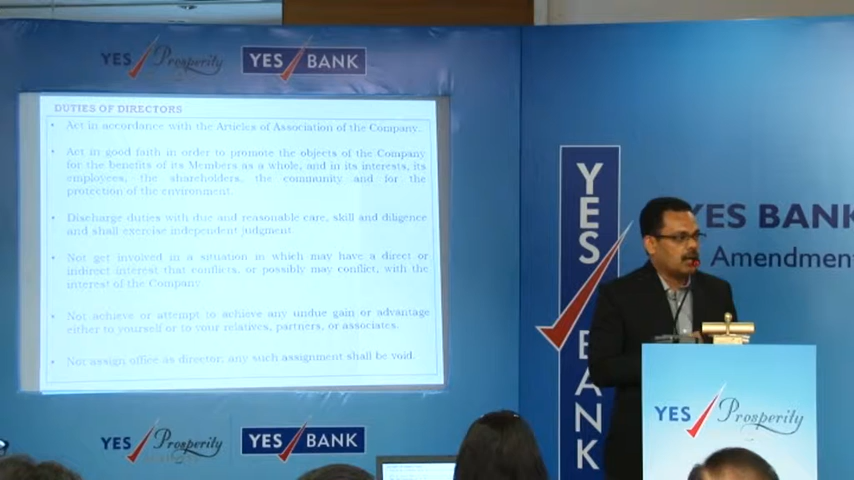 YES Prosperity
YES BANK
DUTIES OF DIRECTORS
• Act in accordance with the Articles of Association of the Company.
• Act in good faith in order to promote the objects of the Company
for the benefits of its Members as a whole, and in its interests, its
employees, the shareholders, the community and for the
protection of the environment.
• Discharge duties with due and reasonable care, skill and diligence
and shall exercise independent judgment.
• Not get involved in a situation in which may have a direct or
indirect interest that conflicts, or possibly may conflict, with the
interest of the Company.
• Not achieve or attempt to achieve any undue gain or advantage
either to yourself or to your relatives, partners, or associates.
• Not assign office as director; any such assignment shall be void.
YES Prosperity
YES BANK
YES BANK
YES BANK
Amendment
YES Prosperity